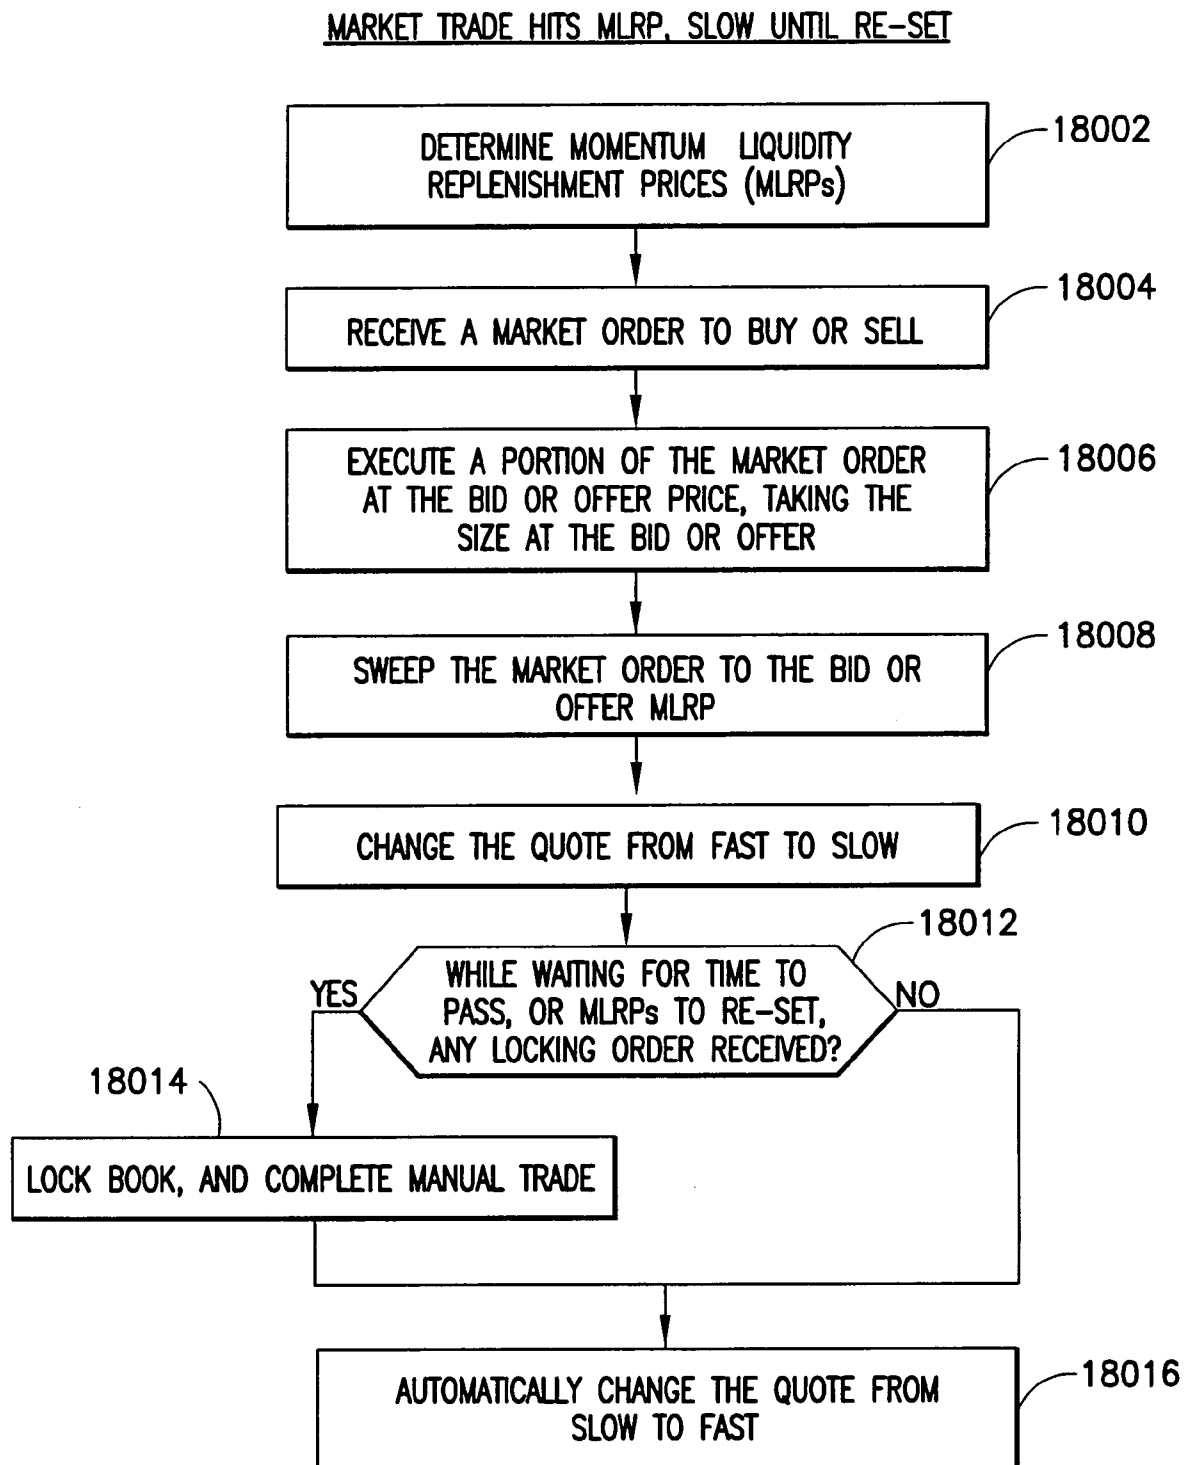 MARKET TRADE HITS MLRP, SLOW UNTIL RE-SET
DETERMINE MOMENTUM LIQUIDITY
REPLENISHMENT PRICES (MLRPs)
18002
RECEIVE A MARKET ORDER TO BUY OR SELL
18004
EXECUTE A PORTION OF THE MARKET ORDER
AT THE BID OR OFFER PRICE, TAKING THE
SIZE AT THE BID OR OFFER
18006
SWEEP THE MARKET ORDER TO THE BID OR
OFFER MLRP
18008
CHANGE THE QUOTE FROM FAST TO SLOW
18010
18012
WHILE WAITING FOR TIME TO
PASS, OR MLRPs TO RE-SET,
ANY LOCKING ORDER RECEIVED?
YES
NO
18014
LOCK BOOK, AND COMPLETE MANUAL TRADE
AUTOMATICALLY CHANGE THE QUOTE FROM
SLOW TO FAST
18016